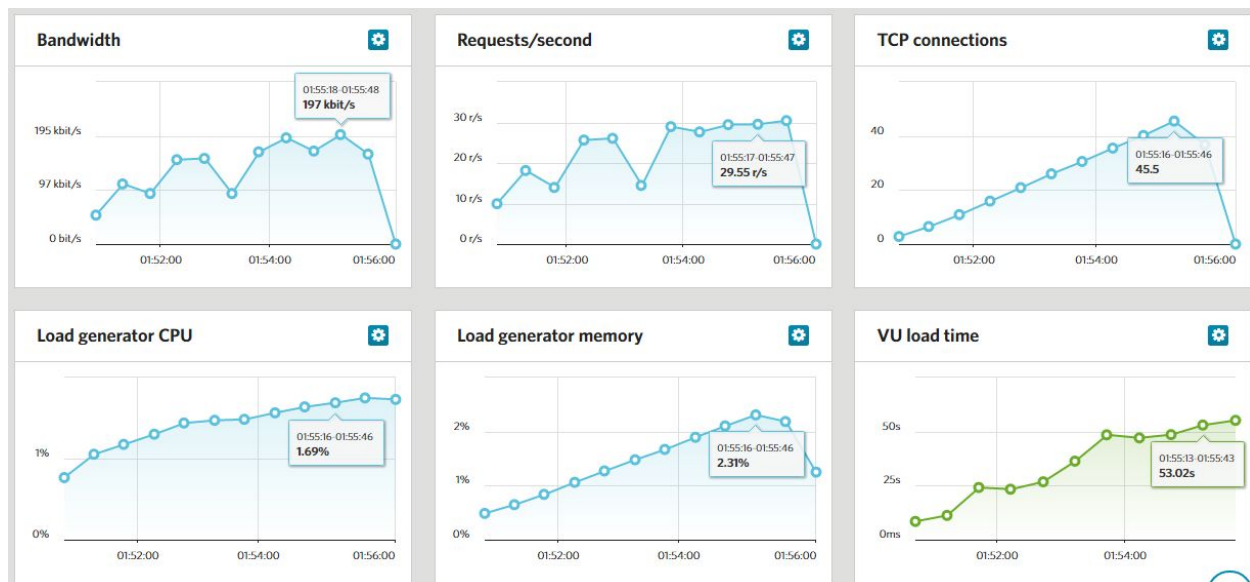 Bandwidth
01:55:18-01:55:48
197 kbit/s
195 kbit/s
97 kbit/s
0 bit/s
01:52:00 01:54:00 01:56:00
Requests/second
30 r/s
20 r/s
01:55:17-01:55:47
29.55 r/s
10 r/s
0 r/s
01:52:00 01:54:00 01:56:00
TCP connections
40
01:55:16-01:55:46
45.5
20
0
01:52:00 01:54:00 01:56:00
Load generator CPU
01:55:16-01:55:46
1.69%
1%
0%
01:52:00 01:54:00 01:56:00
Load generator memory
2%
01:55:16-01:55:46
2.31%
1%
0%
01:52:00 01:54:00 01:56:00
VU load time
50s
01:55:13-01:55:43
53.02s
25s
0ms
01:52:00 01:54:00